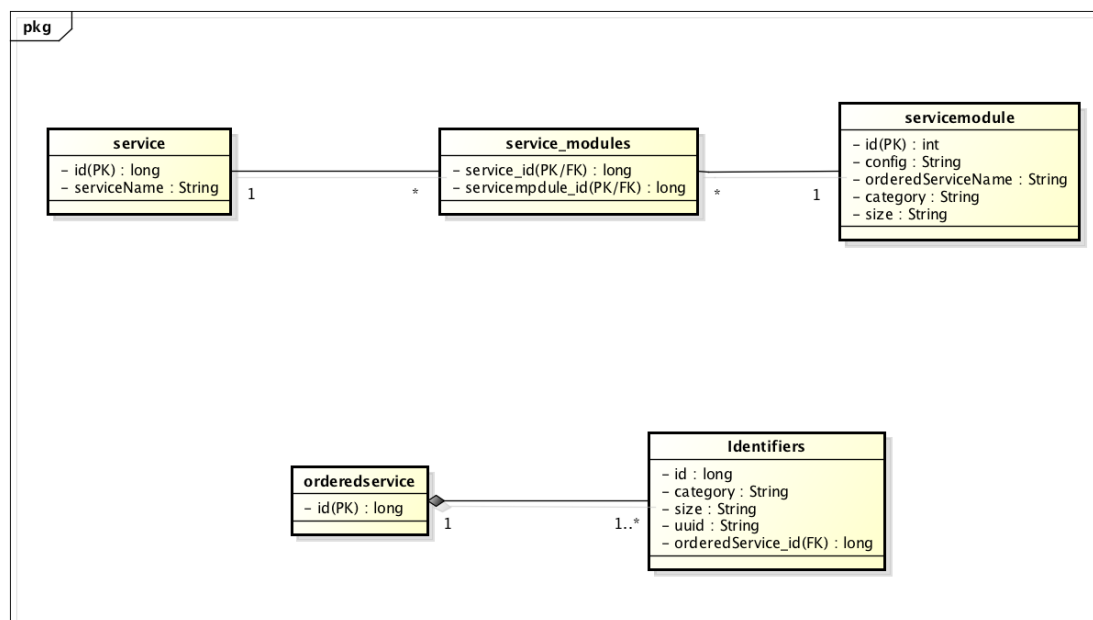 pkg
service
– id(PK) : long
– serviceName : String
1
*
service_modules
– service_id(PK/FK) : long
– servicempdule_id(PK/FK) : long
*
1
servicemodule
– id(PK) : int
– config : String
– orderedServiceName : String
– category : String
– size : String
orderedservice
– id(PK) : long
1
1..*
Identifiers
– id : long
– category : String
– size : String
– uuid : String
– orderedService_id(FK) : long